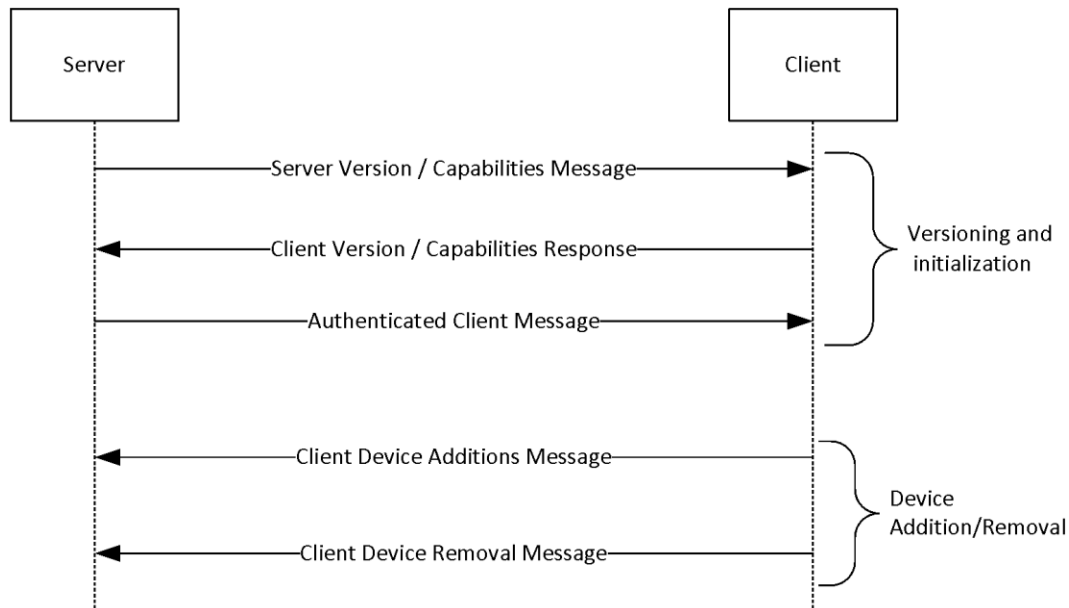 Server
Client
Server Version / Capabilities Message
Client Version / Capabilities Response
Versioning and
initialization
Authenticated Client Message
Client Device Additions Message
Device
Addition/Removal
Client Device Removal Message